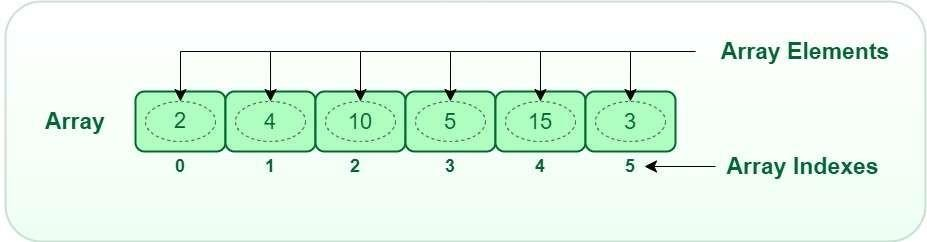 Array Elements
Array 2 4 10 5 15 3
0 1 2 3 4 5 Array Indexes